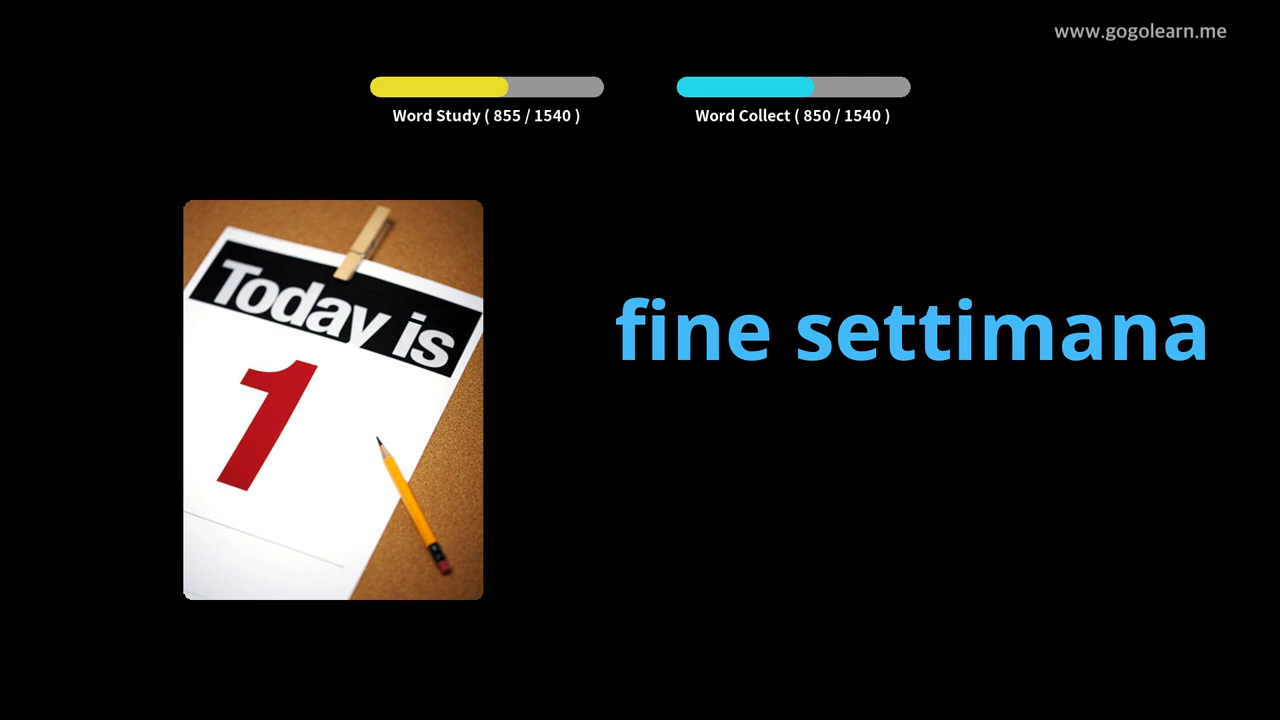 www.gogolearn.me
Word Study ( 855 / 1540 )
Word Collect ( 850 / 1540 )
Today is
1
fine settimana